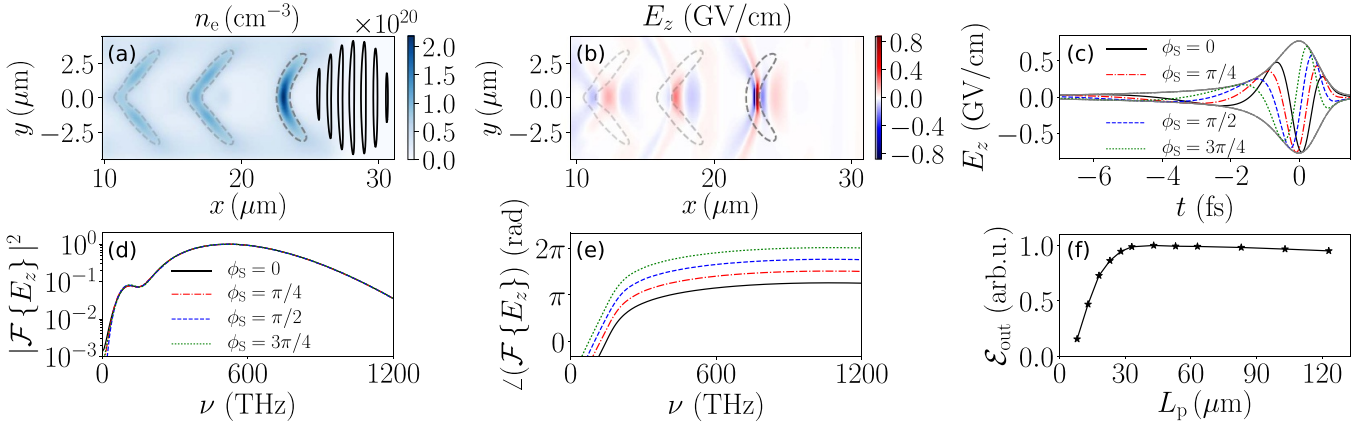 n_e (cm⁻³)
×10²⁰
(a)
2.5
0.0
−2.5
y (μm)
10
20
30
x (μm)
2.0
1.5
1.0
0.5
0.0
E_z (GV/cm)
(b)
2.5
0.0
−2.5
y (μm)
10
20
30
x (μm)
0.8
0.4
0.0
−0.4
−0.8
(c)
E_z (GV/cm)
0.5
0.0
−0.5
ϕ_S = 0
ϕ_S = π/4
ϕ_S = π/2
ϕ_S = 3π/4
−6
−4
−2
0
t (fs)
(d)
|ℱ{E_z}|²
10⁰
10⁻¹
10⁻²
10⁻³
ϕ_S = 0
ϕ_S = π/4
ϕ_S = π/2
ϕ_S = 3π/4
0
600
1200
ν (THz)
(e)
∠(ℱ{E_z}) (rad)
2π
π
0
0
600
1200
ν (THz)
(f)
ℰ_out (arb.u.)
1.0
0.5
0.0
0
30
60
90
120
L_p (μm)